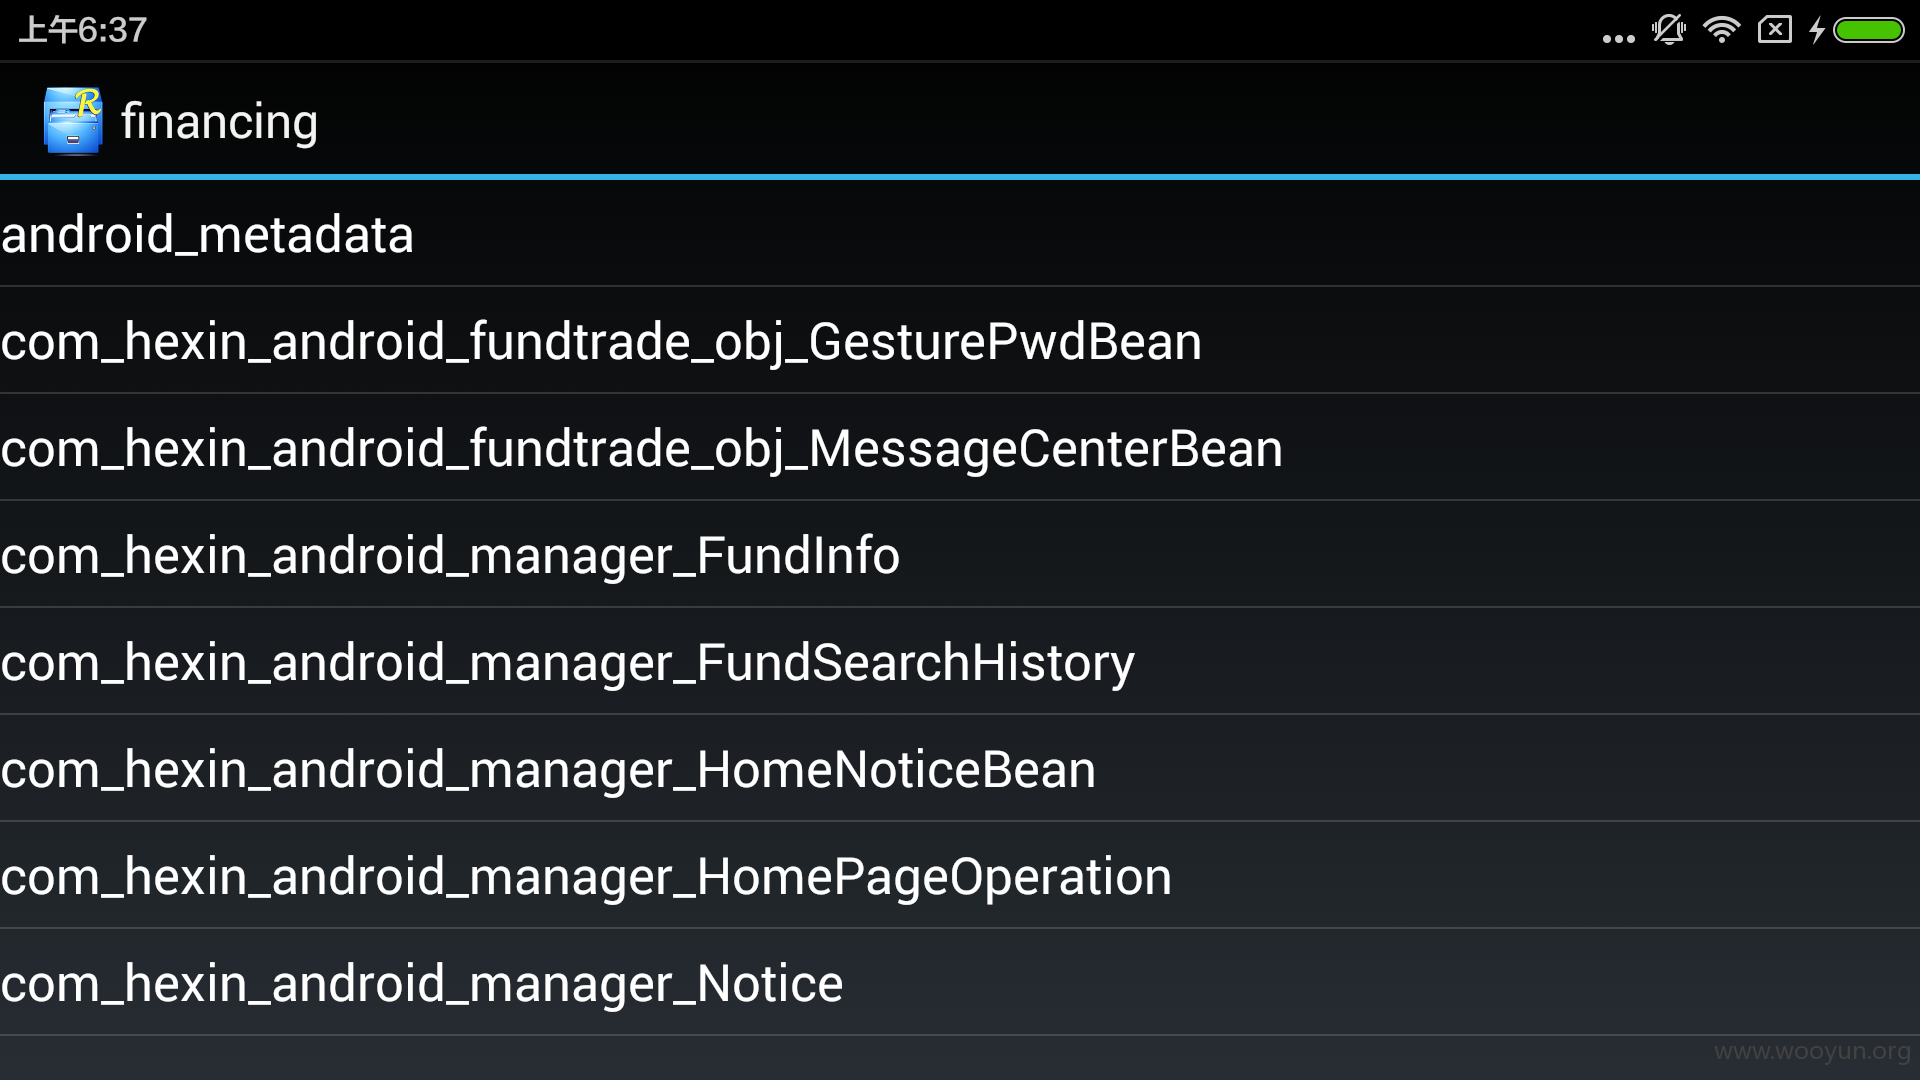 上午6:37
R
financing
android_metadata
com_hexin_android_fundtrade_obj_GesturePwdBean
com_hexin_android_fundtrade_obj_MessageCenterBean
com_hexin_android_manager_FundInfo
com_hexin_android_manager_FundSearchHistory
com_hexin_android_manager_HomeNoticeBean
com_hexin_android_manager_HomePageOperation
com_hexin_android_manager_Notice
www.wooyun.org